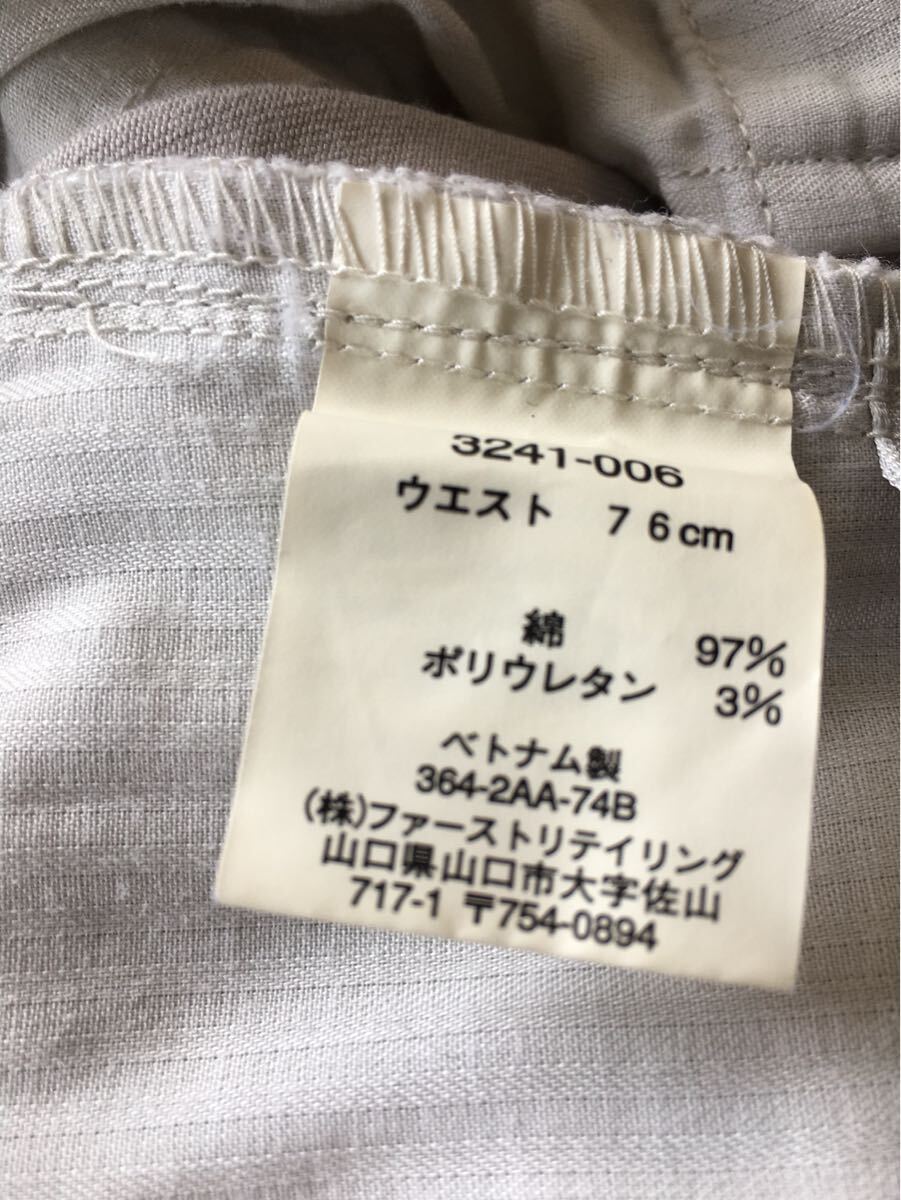 3241-006
ウエスト 76cm
綿 97%
ポリウレタン 3%
ベトナム製
364-2AA-74B
(株)ファーストリテイリング
山口県山口市大字佐山
717-1 〒754-0894